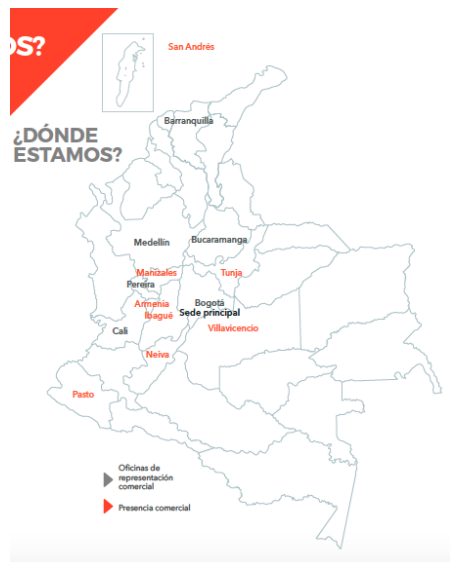 OS?
San Andrés
¿DÓNDE
ESTAMOS?
Barranquilla
Medellín
Bucaramanga
Manizales
Tunja
Pereira
Armenia
Bogotá
Ibagué
Sede principal
Cali
Villavicencio
Neiva
Pasto
Oficinas de
representación
comercial
Presencia comercial